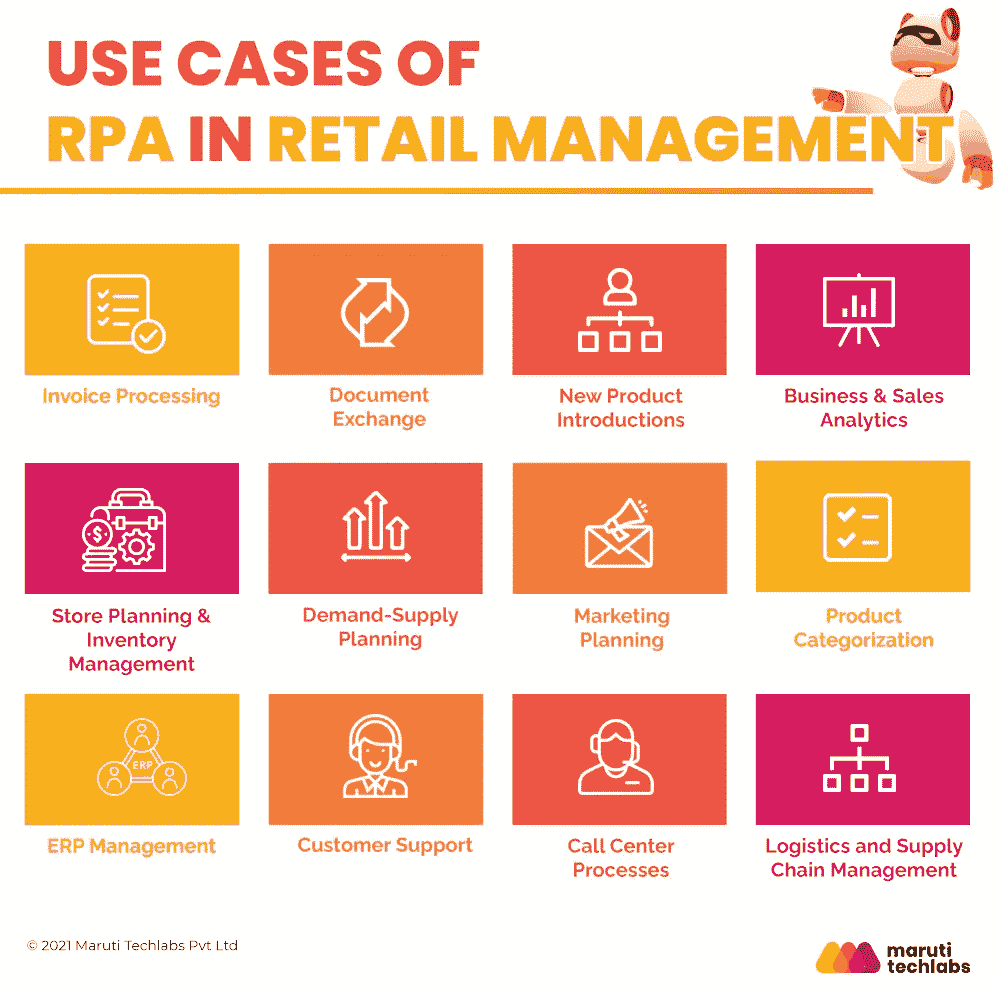 USE CASES OF
RPA IN RETAIL MANAGEMENT
Invoice Processing
Document
Exchange
New Product
Introductions
Business & Sales
Analytics
$
Store Planning &
Inventory
Management
Demand-Supply
Planning
Marketing
Planning
Product
Categorization
ERP
ERP Management
Customer Support
Call Center
Processes
Logistics and Supply
Chain Management
© 2021 Maruti Techlabs Pvt Ltd
maruti
techlabs